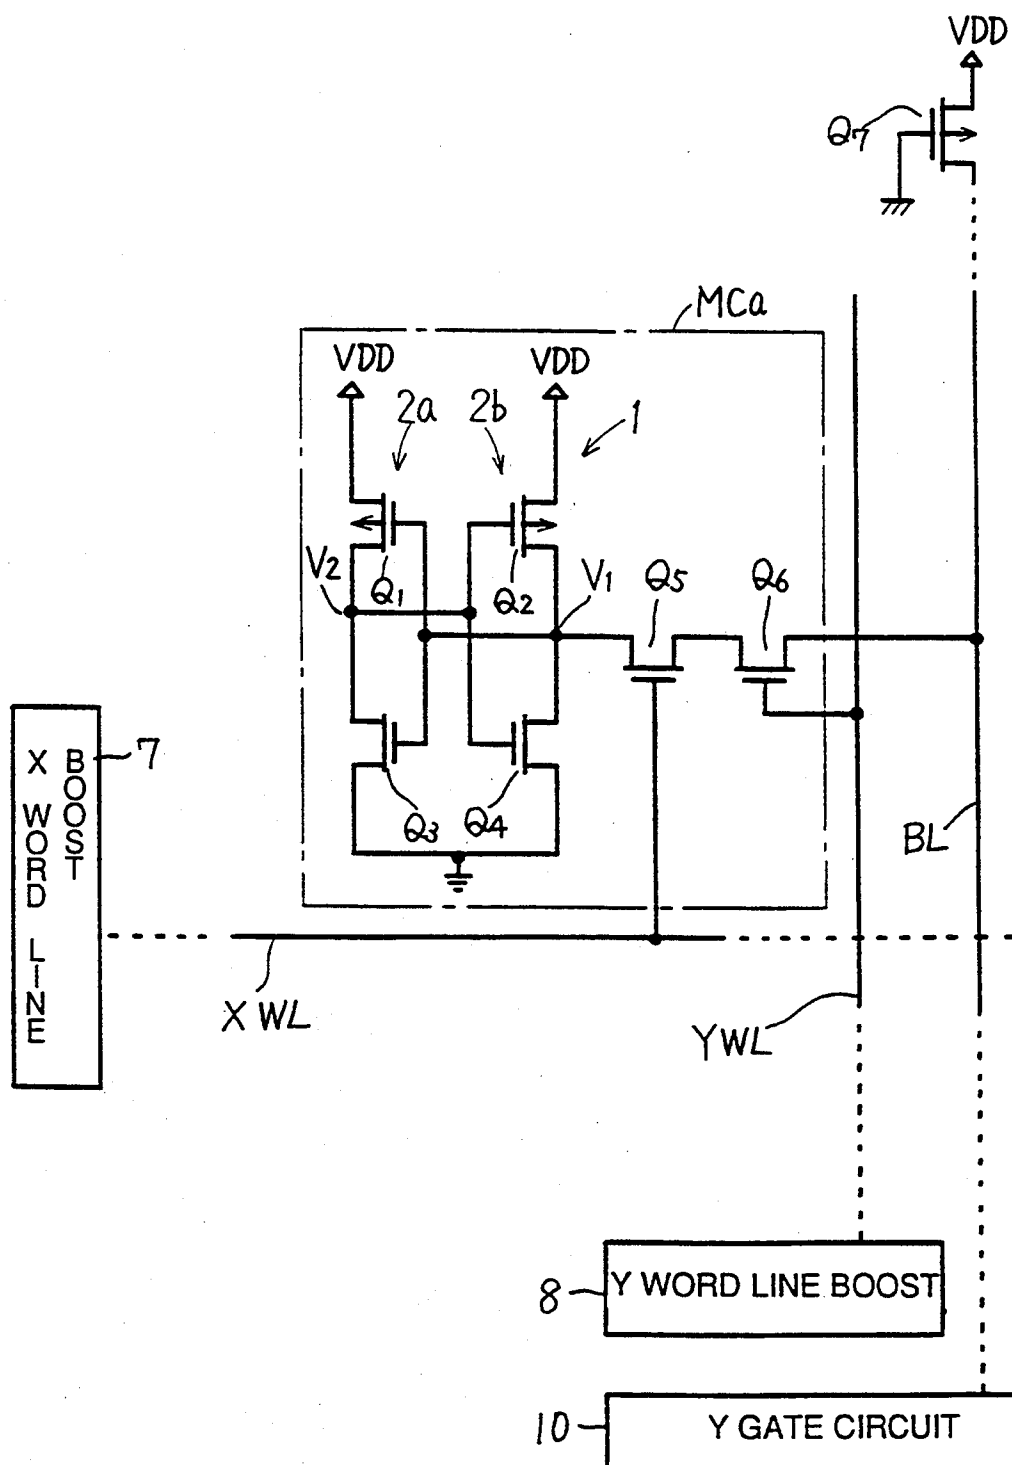 VDD
Q7
MCa
VDD
VDD
2a
2b
1
V2
Q1
Q2
V1
Q5
Q6
7
X WORD LINE
BOOST
Q3
Q4
BL
XWL
YWL
8
Y WORD LINE BOOST
10
Y GATE CIRCUIT